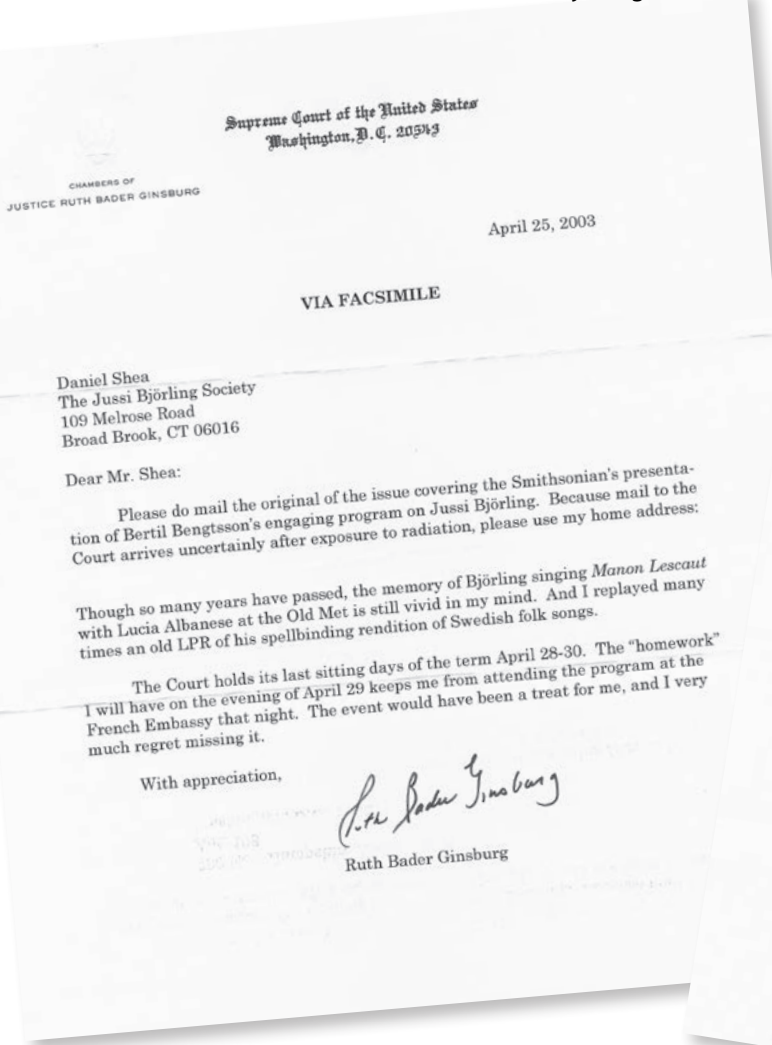 Supreme Court of the United States
Washington, D.C. 20543
CHAMBERS OF
JUSTICE RUTH BADER GINSBURG
April 25, 2003
VIA FACSIMILE
Daniel Shea
The Jussi Björling Society
109 Melrose Road
Broad Brook, CT 06016
Dear Mr. Shea:
Please do mail the original of the issue covering the Smithsonian's presenta-
tion of Bertil Bengtsson's engaging program on Jussi Björling. Because mail to the
Court arrives uncertainly after exposure to radiation, please use my home address:
Though so many years have passed, the memory of Björling singing Manon Lescaut
with Lucia Albanese at the Old Met is still vivid in my mind. And I replayed many
times an old LPR of his spellbinding rendition of Swedish folk songs.
The Court holds its last sitting days of the term April 28-30. The "homework"
I will have on the evening of April 29 keeps me from attending the program at the
French Embassy that night. The event would have been a treat for me, and I very
much regret missing it.
With appreciation,
Ruth Bader Ginsburg
Ruth Bader Ginsburg